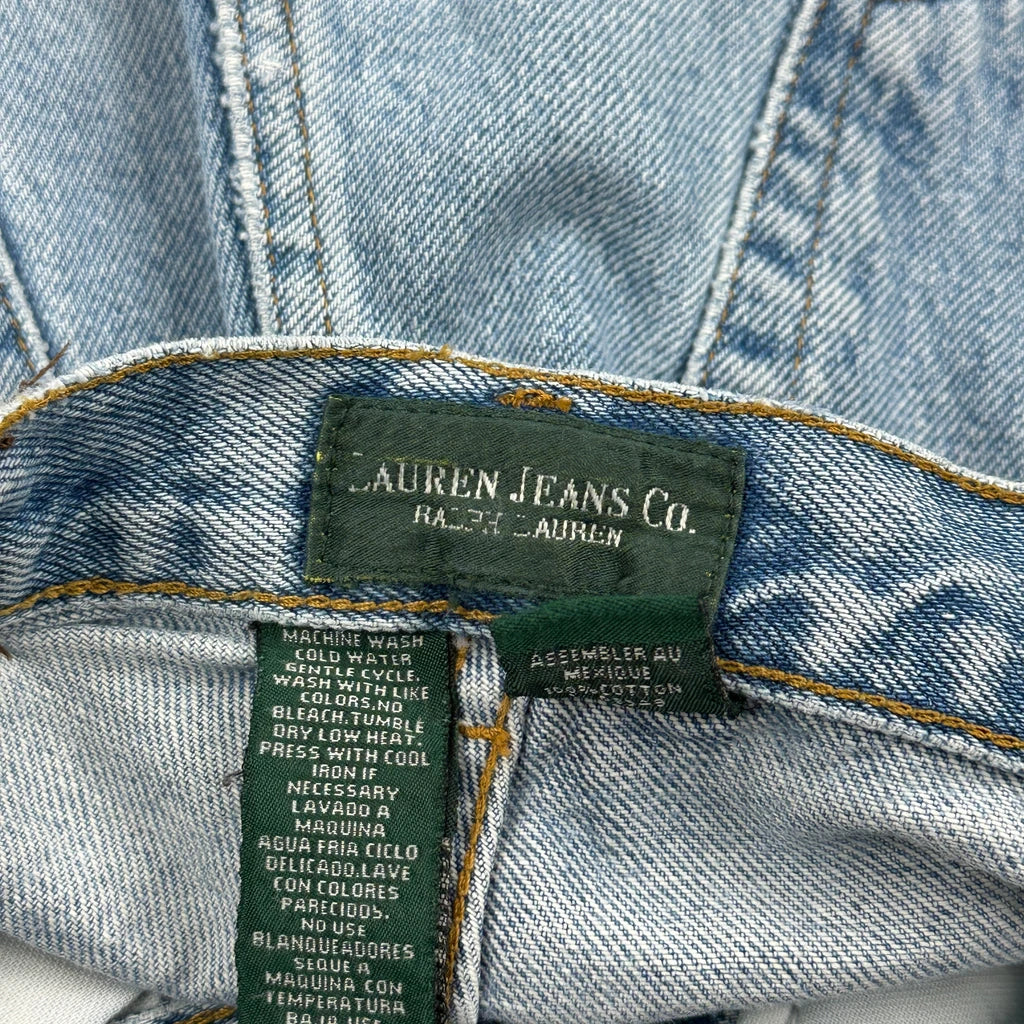 LAUREN JEANS CO.
RALPH LAUREN
ASSEMBLER AU
MEXIQUE
100% COTTON
MACHINE WASH
COLD WATER
GENTLE CYCLE.
WASH WITH LIKE
COLORS.NO
BLEACH.TUMBLE
DRY LOW HEAT.
PRESS WITH COOL
IRON IF
NECESSARY
LAVADO A
MAQUINA
AGUA FRIA CICLO
DELICADO.LAVE
CON COLORES
PARECIDOS.
NO USE
BLANQUEADORES
SEQUE A
MAQUINA CON
TEMPERATURA
BAJA USE